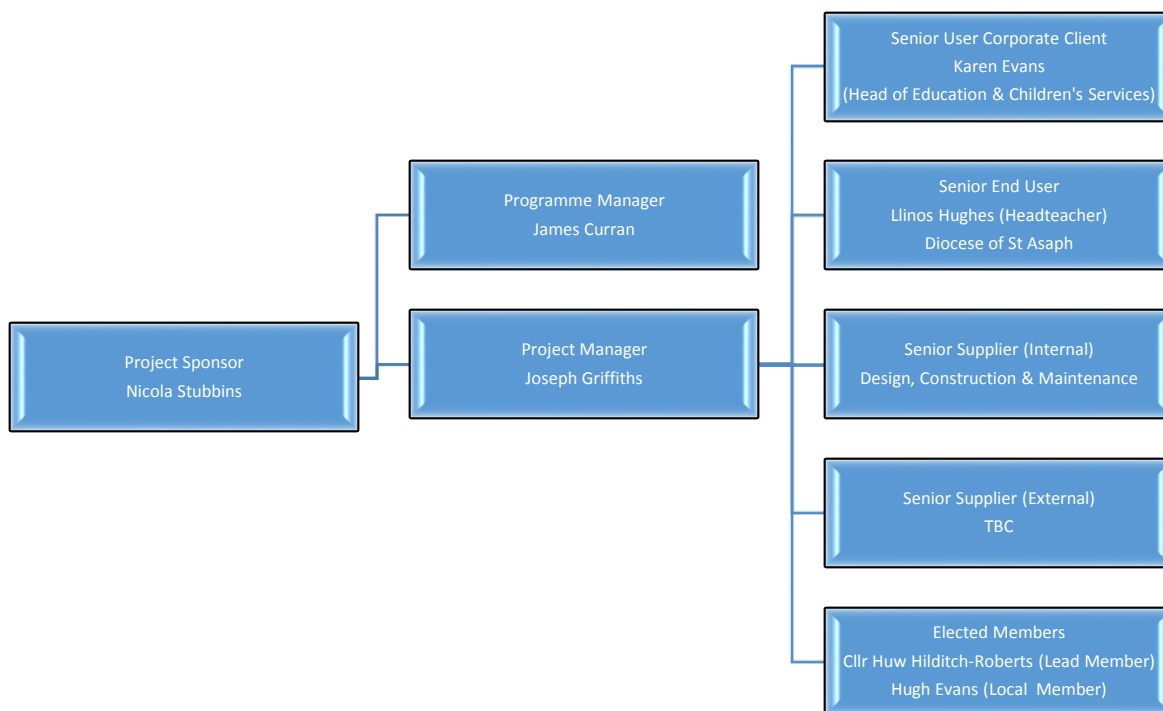 Project Sponsor
Nicola Stubbins
Programme Manager
James Curran
Project Manager
Joseph Griffiths
Senior User Corporate Client
Karen Evans
(Head of Education & Children's Services)
Senior End User
Llinos Hughes (Headteacher)
Diocese of St Asaph
Senior Supplier (Internal)
Design, Construction & Maintenance
Senior Supplier (External)
TBC
Elected Members
Cllr Huw Hilditch-Roberts (Lead Member)
Hugh Evans (Local Member)